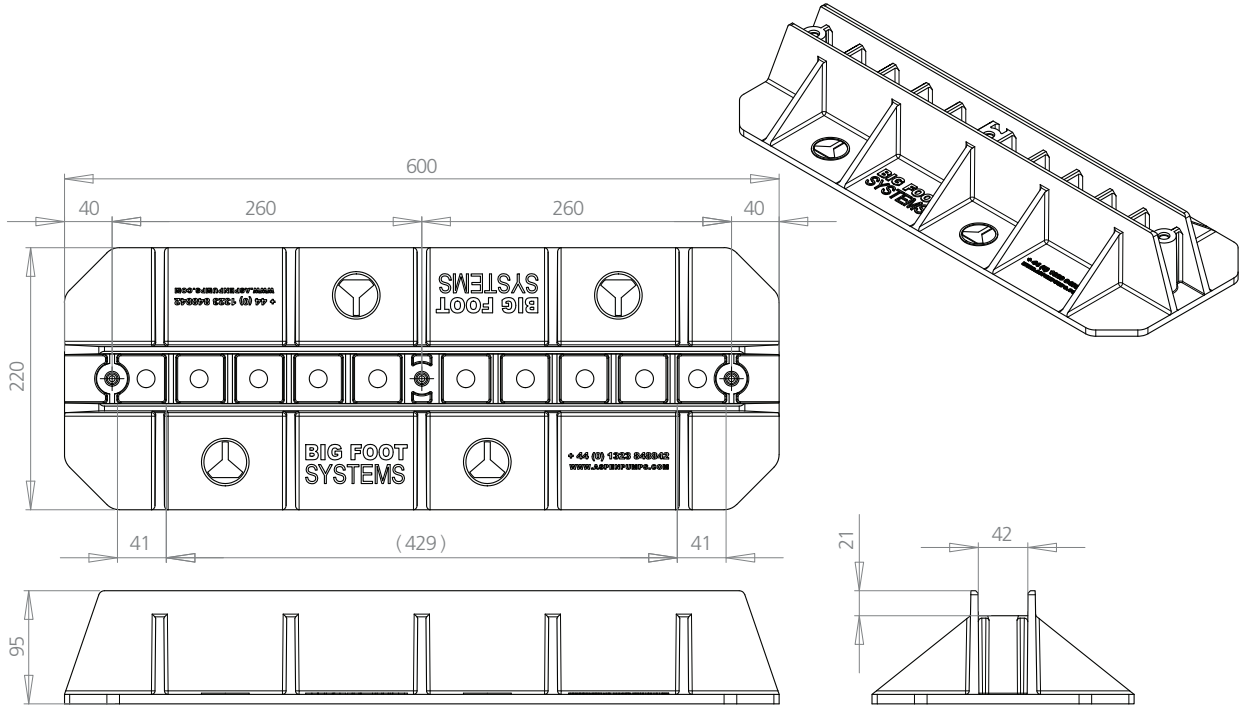 BIG FOOT
SYSTEMS
600
40
260
260
40
220
+ 44 (0) 1323 848842
WWW.ASPENPUMPS.COM
BIG FOOT
SYSTEMS
BIG FOOT
SYSTEMS
+ 44 (0) 1323 848842
WWW.ASPENPUMPS.COM
41
(429)
41
95
21
42